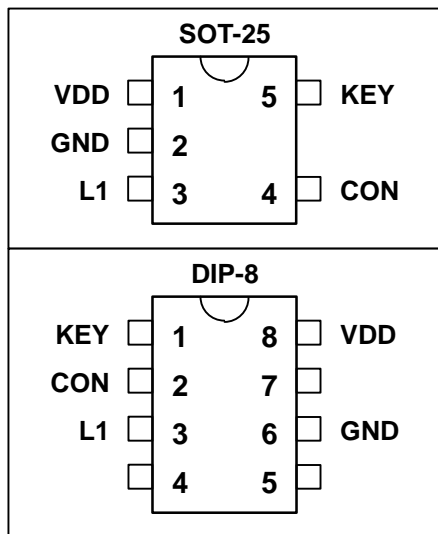 SOT-25
VDD 1 5 KEY
GND 2
L1 3 4 CON
DIP-8
KEY 1 8 VDD
CON 2 7
L1 3 6 GND
4 5